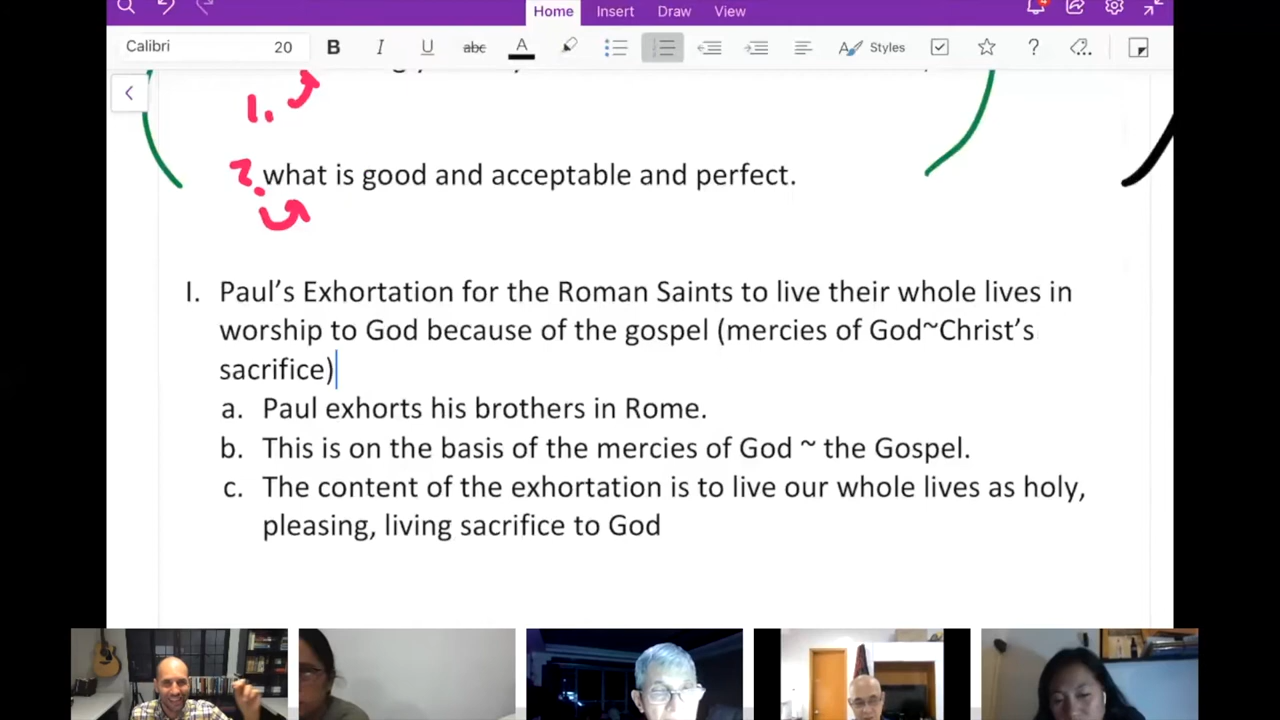 Home Insert Draw View
Calibri 20 B I U abc A Styles ?
1.
2. what is good and acceptable and perfect.
I. Paul’s Exhortation for the Roman Saints to live their whole lives in
worship to God because of the gospel (mercies of God~Christ’s
sacrifice)
a. Paul exhorts his brothers in Rome.
b. This is on the basis of the mercies of God ~ the Gospel.
c. The content of the exhortation is to live our whole lives as holy,
pleasing, living sacrifice to God